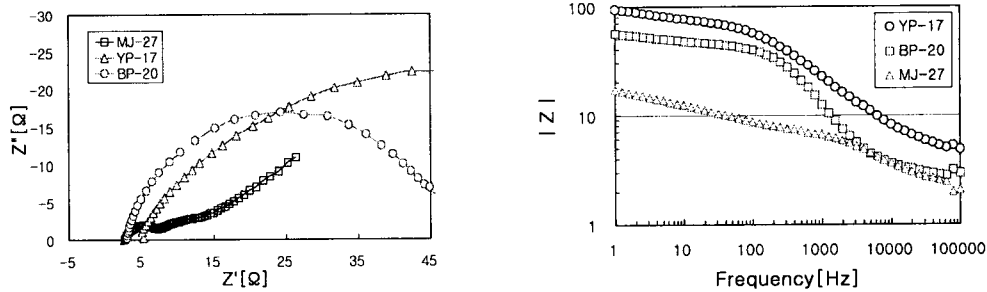 -30
-25
-20
-15
-10
-5
0
Z"[Ω]
MJ-27
YP-17
BP-20
-5 5 15 25 35 45
Z'[Ω]
100
10
1
| Z |
YP-17
BP-20
MJ-27
1 10 100 1000 10000 100000
Frequency[Hz]